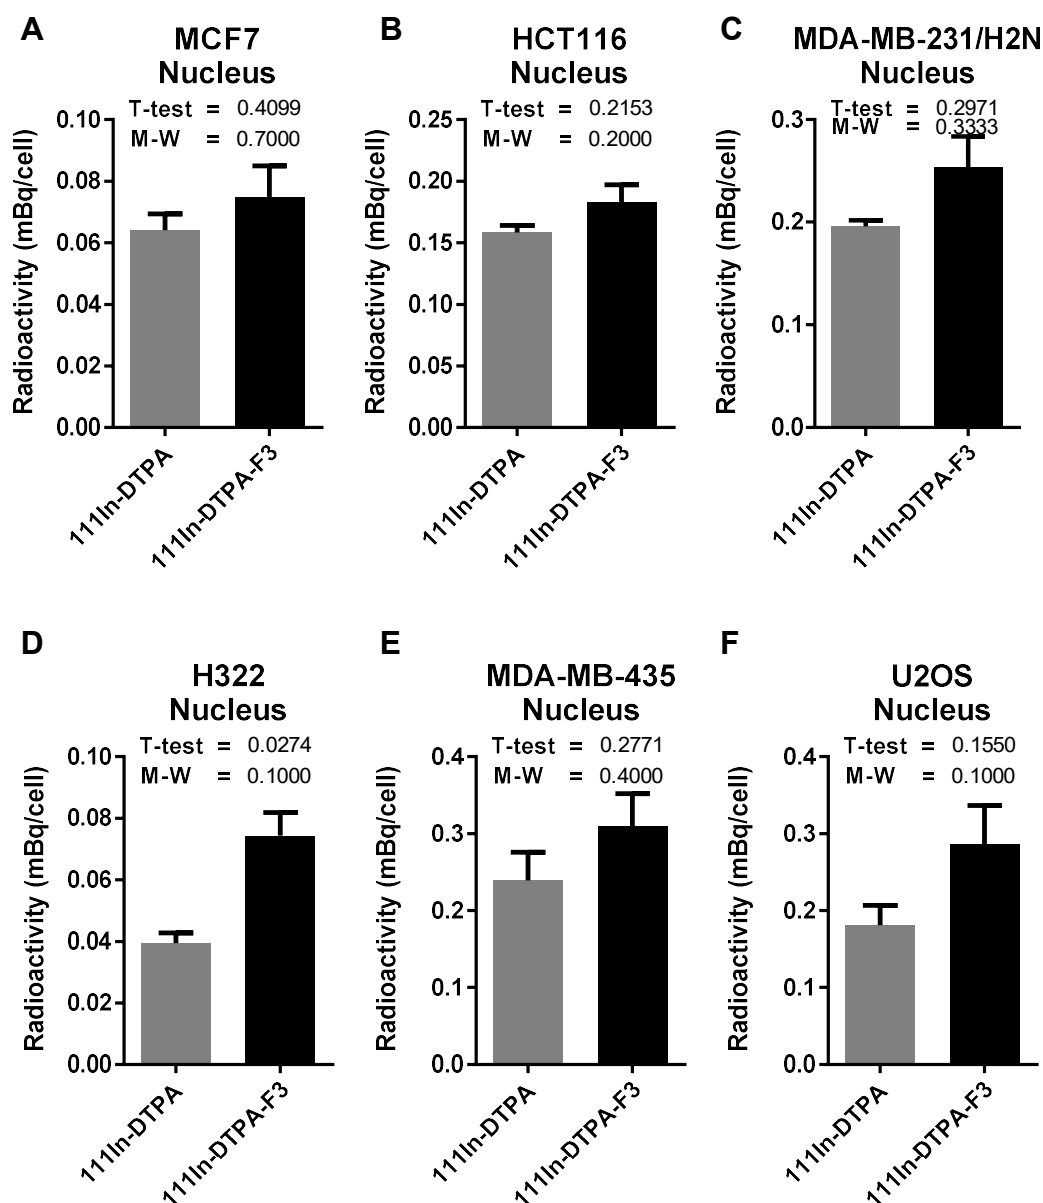 A
MCF7
Nucleus
T-test = 0.4099
M-W = 0.7000
Radioactivity (mBq/cell)
0.10
0.08
0.06
0.04
0.02
0.00
111In-DTPA
111In-DTPA-F3
B
HCT116
Nucleus
T-test = 0.2153
M-W = 0.2000
Radioactivity (mBq/cell)
0.25
0.20
0.15
0.10
0.05
0.00
111In-DTPA
111In-DTPA-F3
C
MDA-MB-231/H2N
Nucleus
T-test = 0.2971
M-W = 0.3333
Radioactivity (mBq/cell)
0.3
0.2
0.1
0.0
111In-DTPA
111In-DTPA-F3
D
H322
Nucleus
T-test = 0.0274
M-W = 0.1000
Radioactivity (mBq/cell)
0.10
0.08
0.06
0.04
0.02
0.00
111In-DTPA
111In-DTPA-F3
E
MDA-MB-435
Nucleus
T-test = 0.2771
M-W = 0.4000
Radioactivity (mBq/cell)
0.4
0.3
0.2
0.1
0.0
111In-DTPA
111In-DTPA-F3
F
U2OS
Nucleus
T-test = 0.1550
M-W = 0.1000
Radioactivity (mBq/cell)
0.4
0.3
0.2
0.1
0.0
111In-DTPA
111In-DTPA-F3